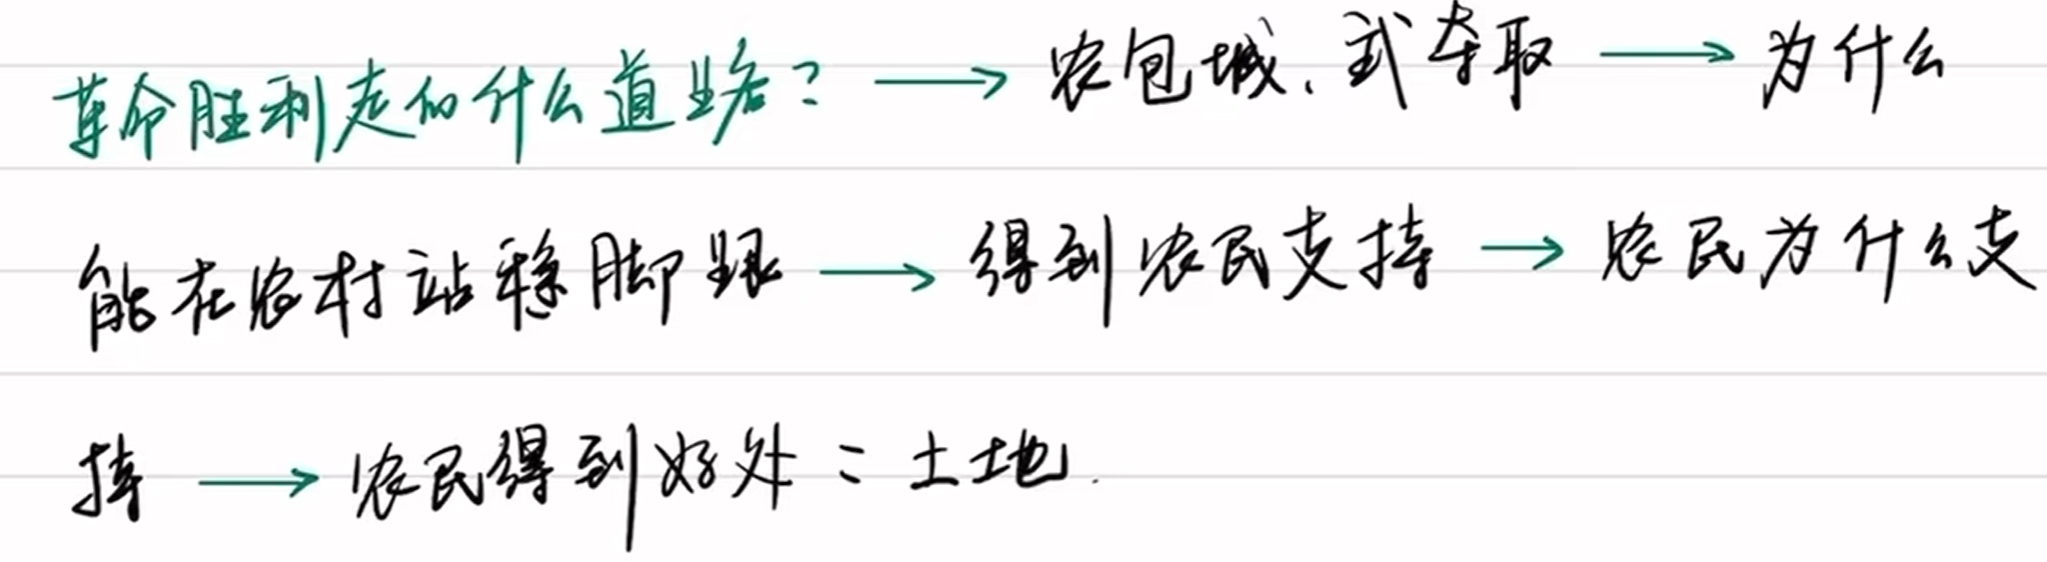 革命胜利走的什么道路？ → 农包城、武夺取 → 为什么
能在农村站稳脚跟 → 得到农民支持 → 农民为什么支
持 → 农民得到好处 = 土地.